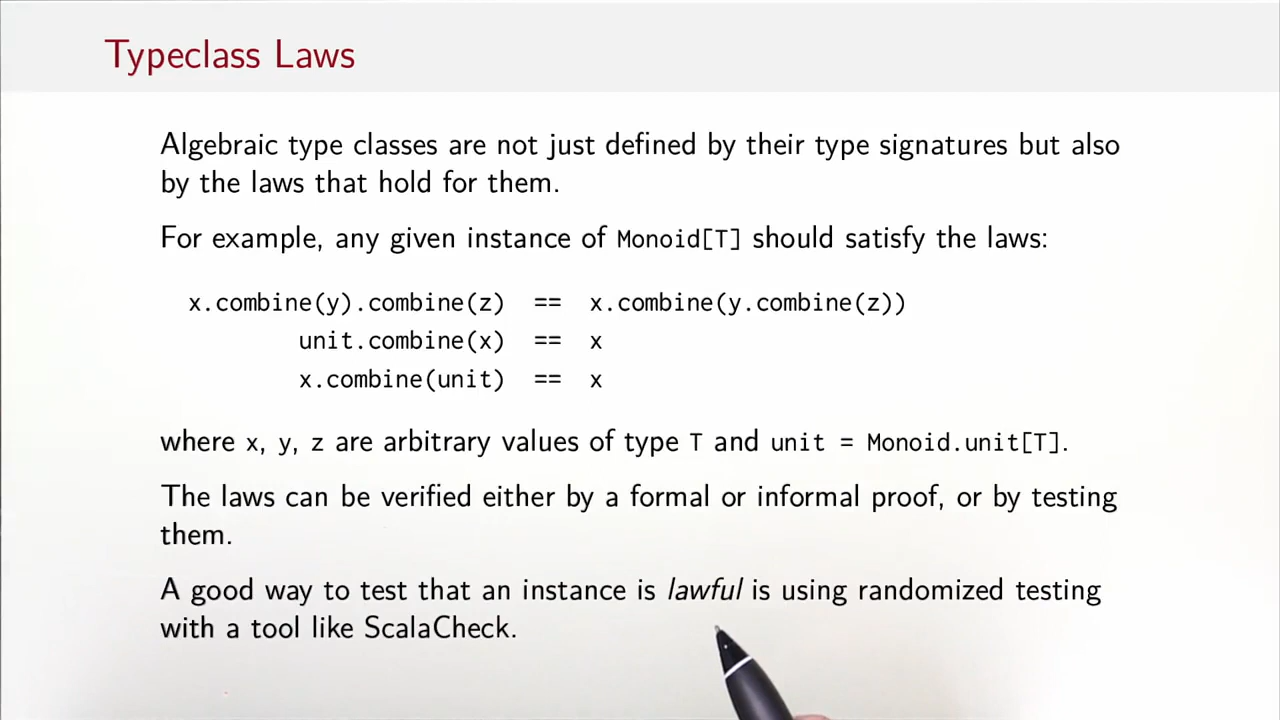 Typeclass Laws
Algebraic type classes are not just defined by their type signatures but also
by the laws that hold for them.
For example, any given instance of Monoid[T] should satisfy the laws:
x.combine(y).combine(z) == x.combine(y.combine(z))
unit.combine(x) == x
x.combine(unit) == x
where x, y, z are arbitrary values of type T and unit = Monoid.unit[T].
The laws can be verified either by a formal or informal proof, or by testing
them.
A good way to test that an instance is lawful is using randomized testing
with a tool like ScalaCheck.